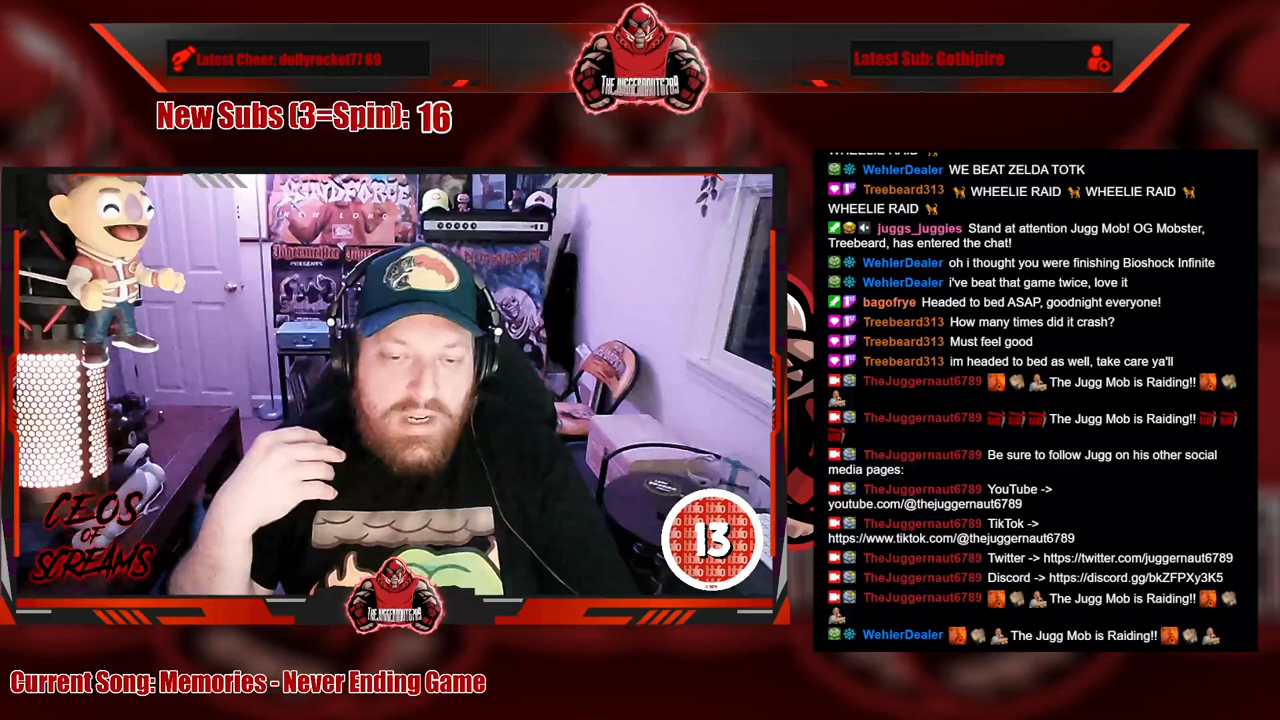 Latest Cheer: dollyrocket77 69
THEJUGGERNAUT6789
Latest Sub: Gothipire
New Subs (3=Spin): 16
WHEELIE RAID
WehlerDealer WE BEAT ZELDA TOTK
Treebeard313 WHEELIE RAID WHEELIE RAID
WHEELIE RAID
juggs_juggies Stand at attention Jugg Mob! OG Mobster,
Treebeard, has entered the chat!
WehlerDealer oh i thought you were finishing Bioshock Infinite
WehlerDealer i've beat that game twice, love it
bagofrye Headed to bed ASAP, goodnight everyone!
Treebeard313 How many times did it crash?
Treebeard313 Must feel good
Treebeard313 im headed to bed as well, take care ya'll
TheJuggernaut6789 The Jugg Mob is Raiding!!
TheJuggernaut6789 The Jugg Mob is Raiding!!
TheJuggernaut6789 Be sure to follow Jugg on his other social
media pages:
TheJuggernaut6789 YouTube ->
youtube.com/@thejuggernaut6789
TheJuggernaut6789 TikTok ->
https://www.tiktok.com/@thejuggernaut6789
TheJuggernaut6789 Twitter -> https://twitter.com/juggernaut6789
TheJuggernaut6789 Discord -> https://discord.gg/bkZFPXy3K5
TheJuggernaut6789 The Jugg Mob is Raiding!!
WehlerDealer The Jugg Mob is Raiding!!
MINDFORCE
NEW LORDS
Jägermeister
CEOS
OF
SCREAMS
13
THEJUGGERNAUT6789
Current Song: Memories - Never Ending Game